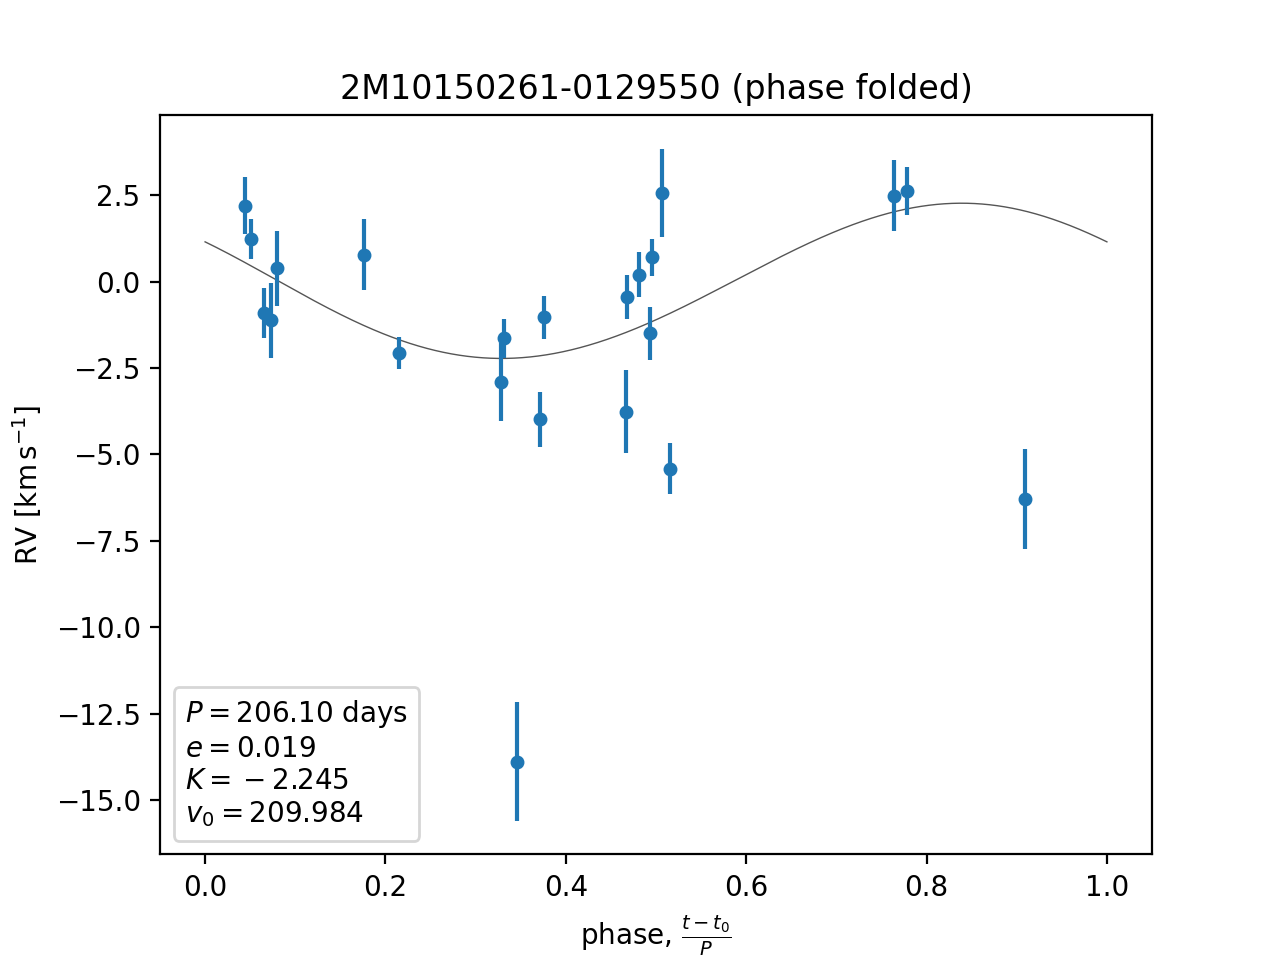 2M10150261-0129550 (phase folded)
RV [km s⁻¹]
2.5
0.0
−2.5
−5.0
−7.5
−10.0
−12.5
−15.0
P = 206.10 days
e = 0.019
K = −2.245
v₀ = 209.984
0.0 0.2 0.4 0.6 0.8 1.0
phase, (t − t₀)/P